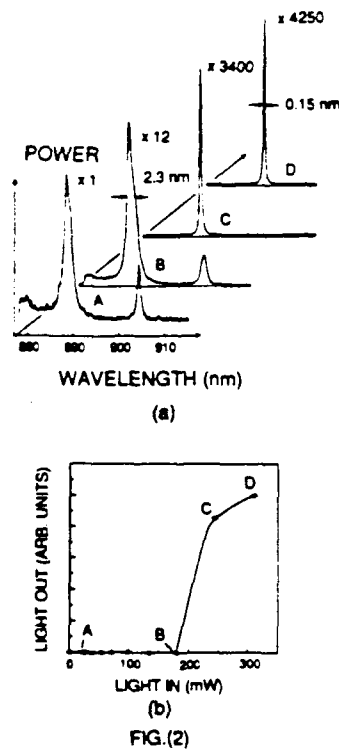 x 4250
x 3400
0.15 nm
x 12
POWER
x 1
2.3 nm
D
C
B
A
880 890 900 910
WAVELENGTH (nm)
(a)
LIGHT OUT (ARB. UNITS)
A
B
C
D
0 100 200 300
LIGHT IN (mW)
(b)
FIG.(2)